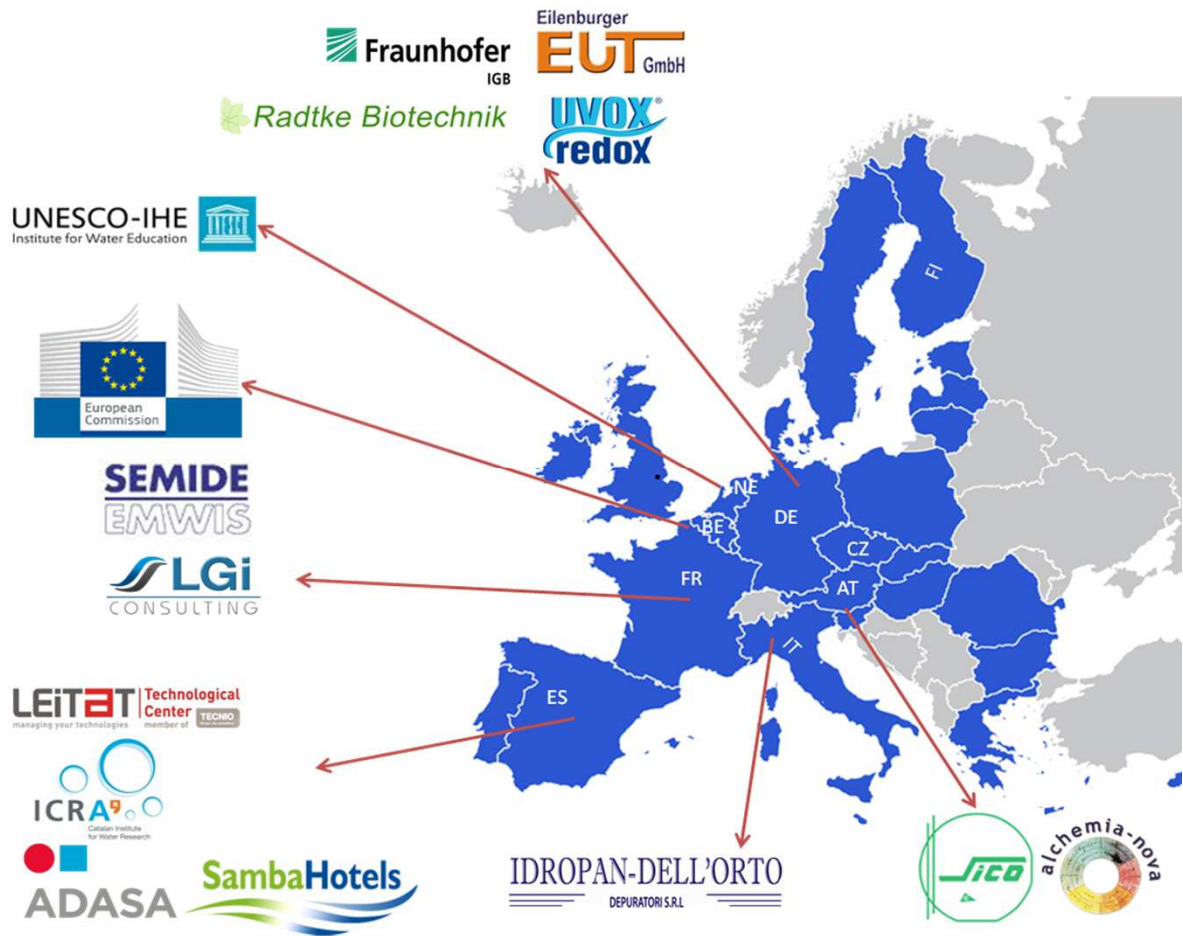 Fraunhofer
IGB
Eilenburger
EUT GmbH
Radtke Biotechnik
UVOX®
redox
UNESCO-IHE
Institute for Water Education
European
Commission
SEMIDE
EMWIS
LGi
CONSULTING
LEiTAT Technological
Center
managing your technologies
member of TECNIO
ICRA
Catalan Institute
for Water Research
ADASA
SambaHotels
IDROPAN-DELL'ORTO
DEPURATORI S.R.L
SICO
alchemia-nova
FI
NE
BE
DE
CZ
FR
AT
IT
ES